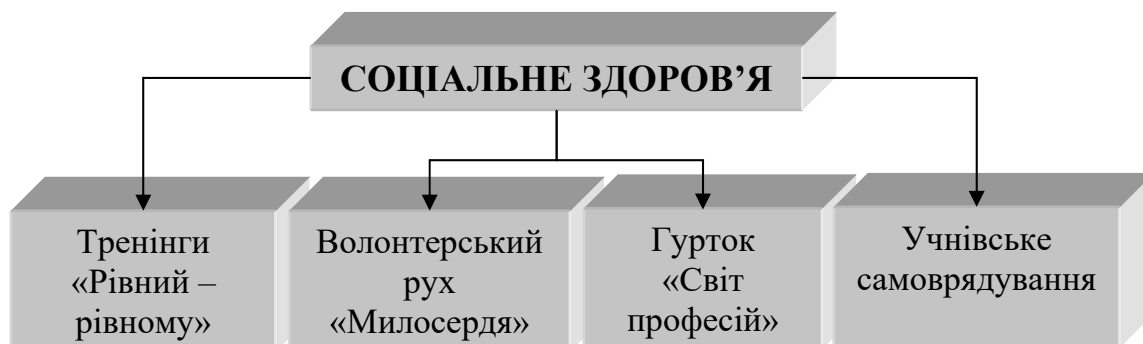 СОЦІАЛЬНЕ ЗДОРОВ’Я
Тренінги
«Рівний –
рівному»
Волонтерський
рух
«Милосердя»
Гурток
«Світ
професій»
Учнівське
самоврядування